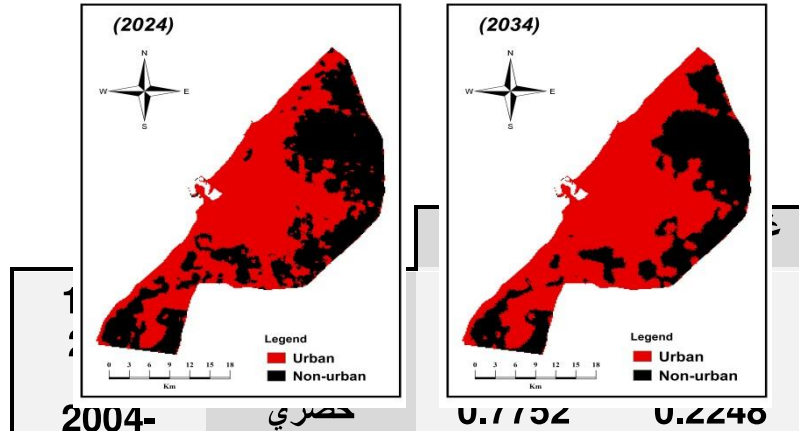 (2024)
N
W E
S
Legend
Urban
Non-urban
0 3 6 9 12 15 18
Km
(2034)
N
W E
S
Legend
Urban
Non-urban
0 3 6 9 12 15 18
Km
2004- حضري 0.7752 0.2248